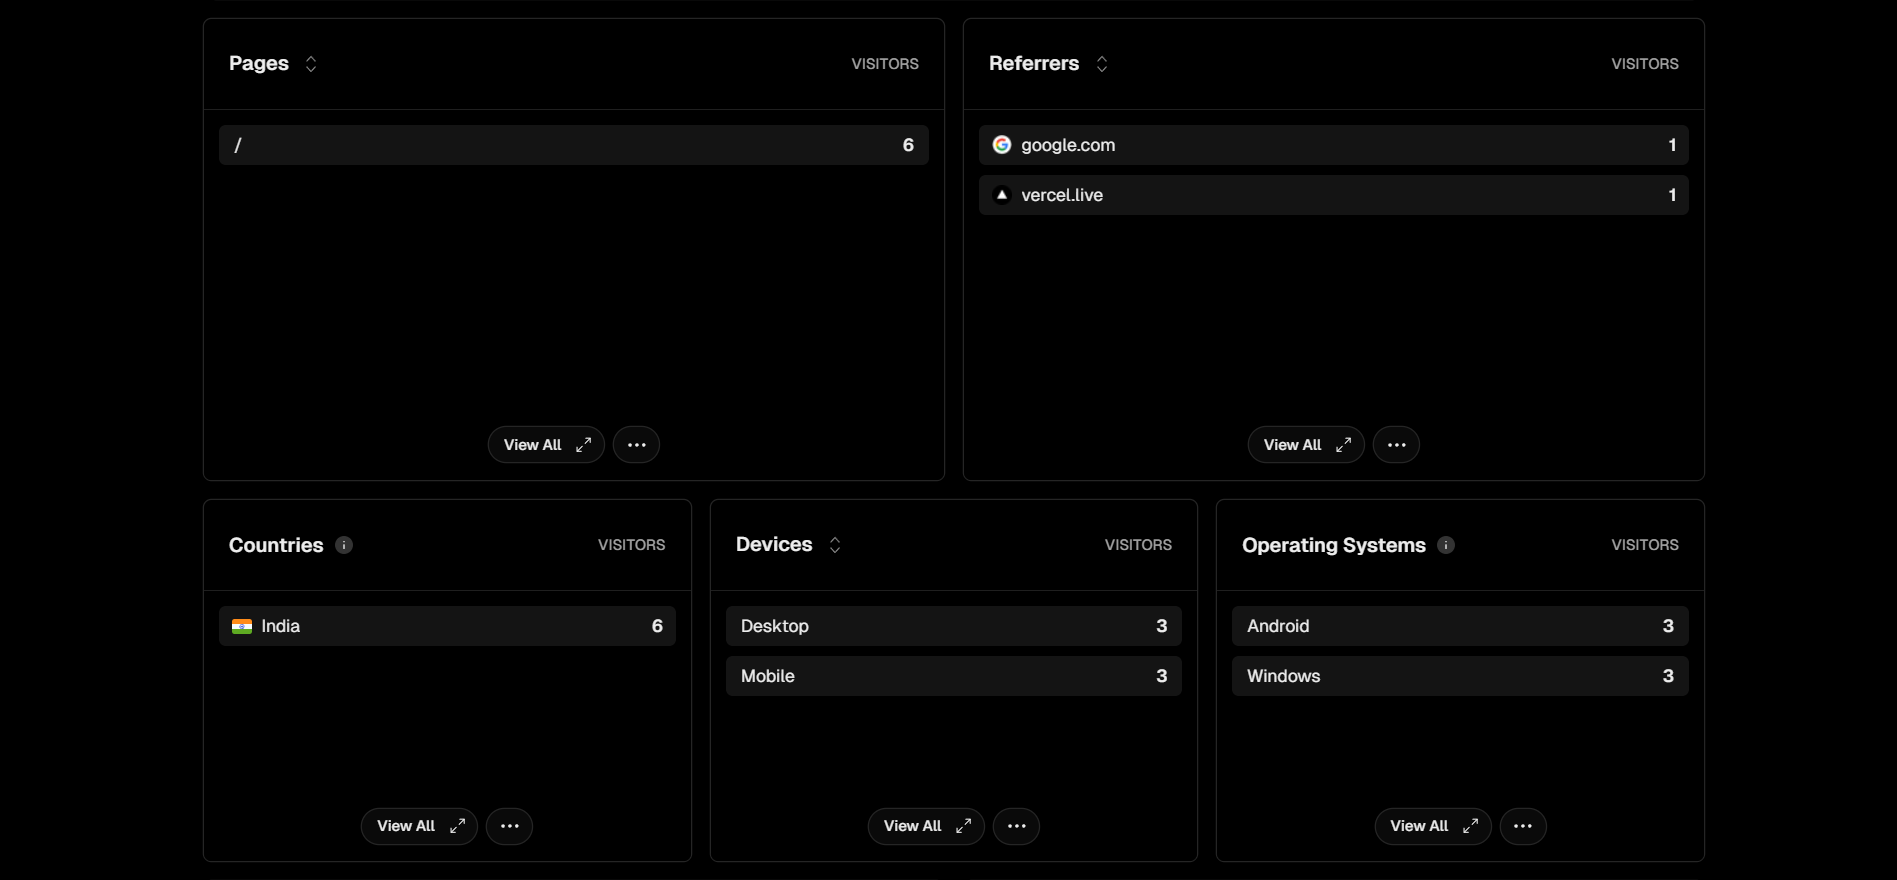 Pages VISITORS
/ 6
View All
Referrers VISITORS
google.com 1
vercel.live 1
View All
Countries VISITORS
India 6
View All
Devices VISITORS
Desktop 3
Mobile 3
View All
Operating Systems VISITORS
Android 3
Windows 3
View All